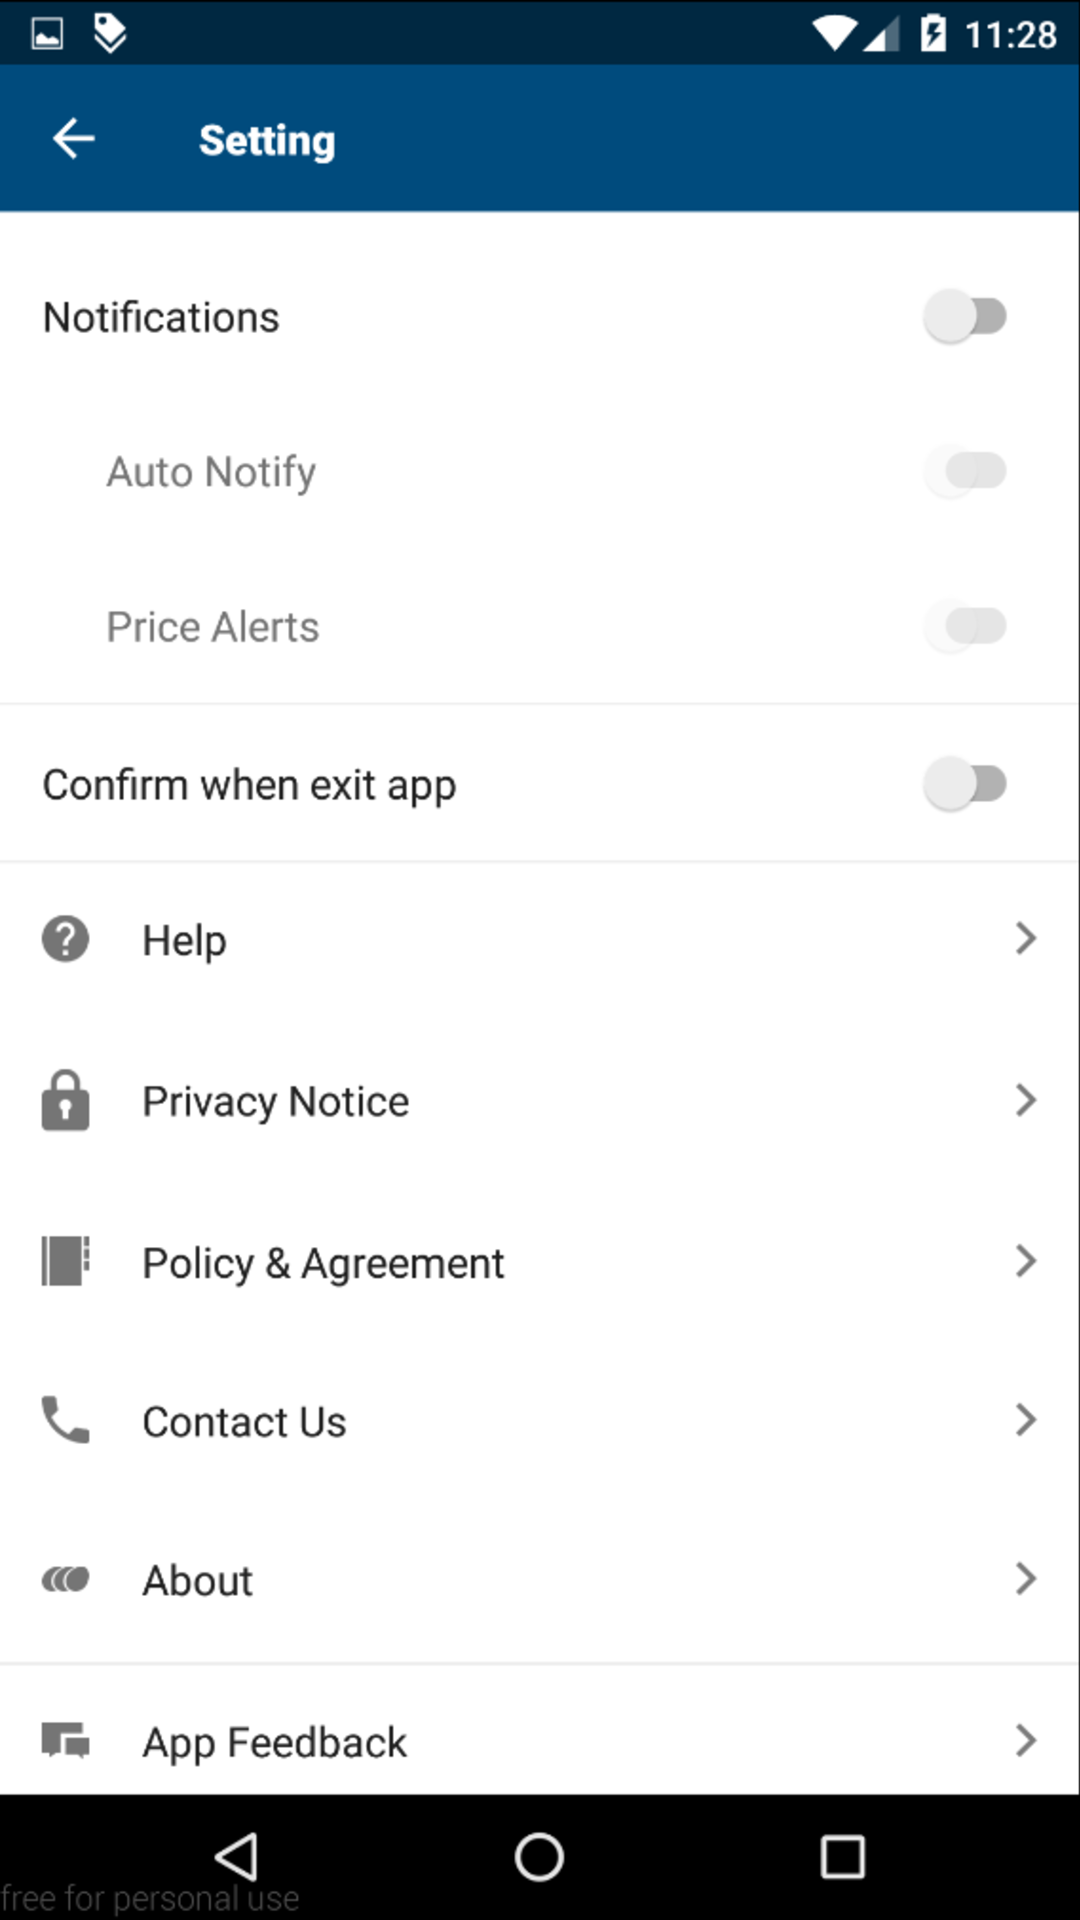 11:28
Setting
Notifications
Auto Notify
Price Alerts
Confirm when exit app
Help
Privacy Notice
Policy & Agreement
Contact Us
About
App Feedback
free for personal use